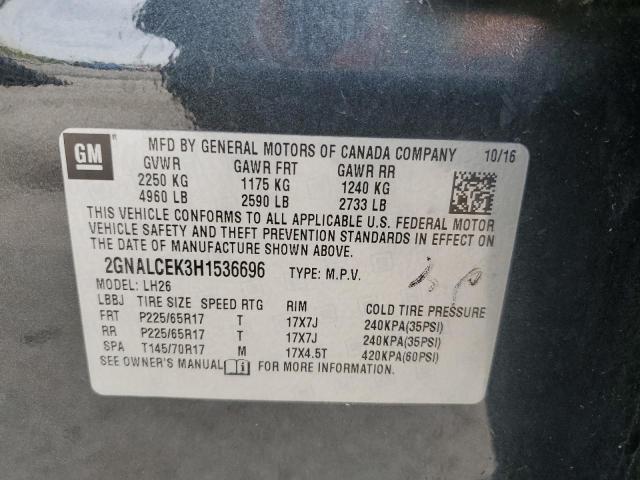 GM ® MFD BY GENERAL MOTORS OF CANADA COMPANY 10/16
GVWR GAWR FRT GAWR RR
2250 KG 1175 KG 1240 KG
4960 LB 2590 LB 2733 LB
THIS VEHICLE CONFORMS TO ALL APPLICABLE U.S. FEDERAL MOTOR
VEHICLE SAFETY AND THEFT PREVENTION STANDARDS IN EFFECT ON
THE DATE OF MANUFACTURE SHOWN ABOVE.
2GNALCEK3H1536696 TYPE: M.P.V.
MODEL: LH26
LBBJ TIRE SIZE SPEED RTG RIM COLD TIRE PRESSURE
FRT P225/65R17 T 17X7J 240KPA(35PSI)
RR P225/65R17 T 17X7J 240KPA(35PSI)
SPA T145/70R17 M 17X4.5T 420KPA(60PSI)
SEE OWNER'S MANUAL FOR MORE INFORMATION.